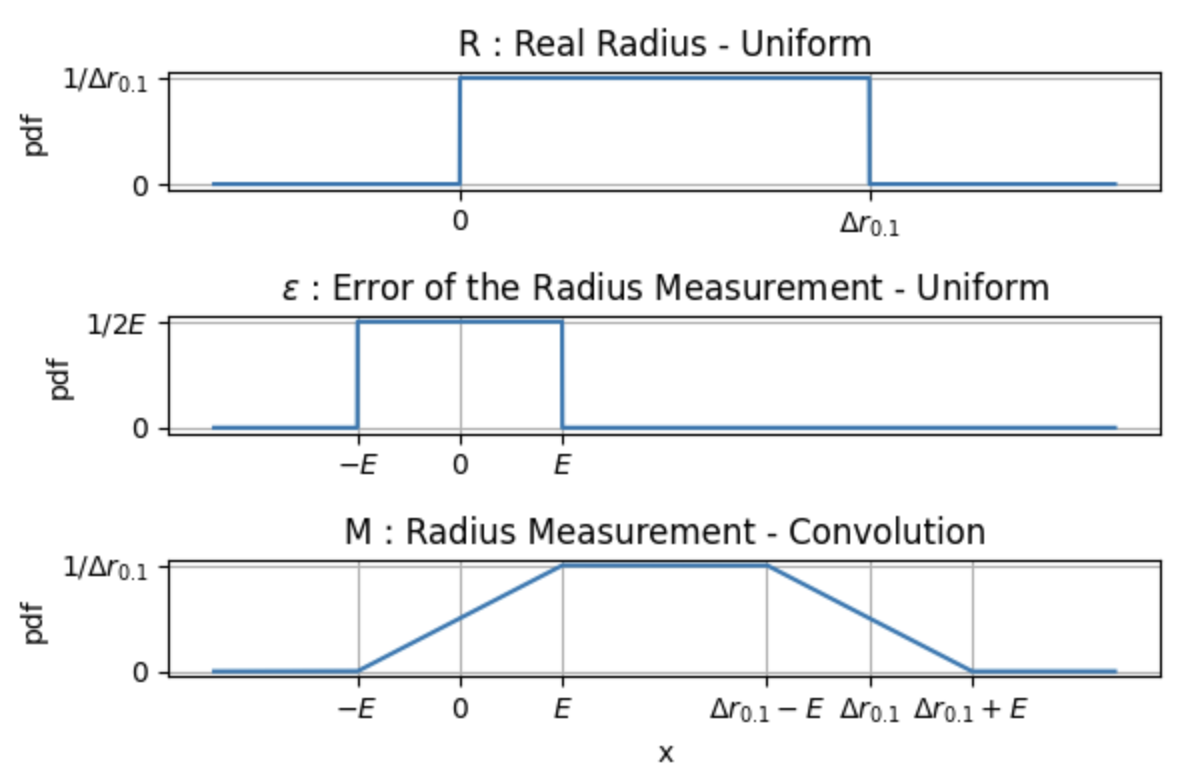 R : Real Radius - Uniform
1/Δr0.1
pdf
0
0 Δr0.1
ε : Error of the Radius Measurement - Uniform
1/2E
pdf
0
−E 0 E
M : Radius Measurement - Convolution
1/Δr0.1
pdf
0
−E 0 E Δr0.1 − E Δr0.1 Δr0.1 + E
x